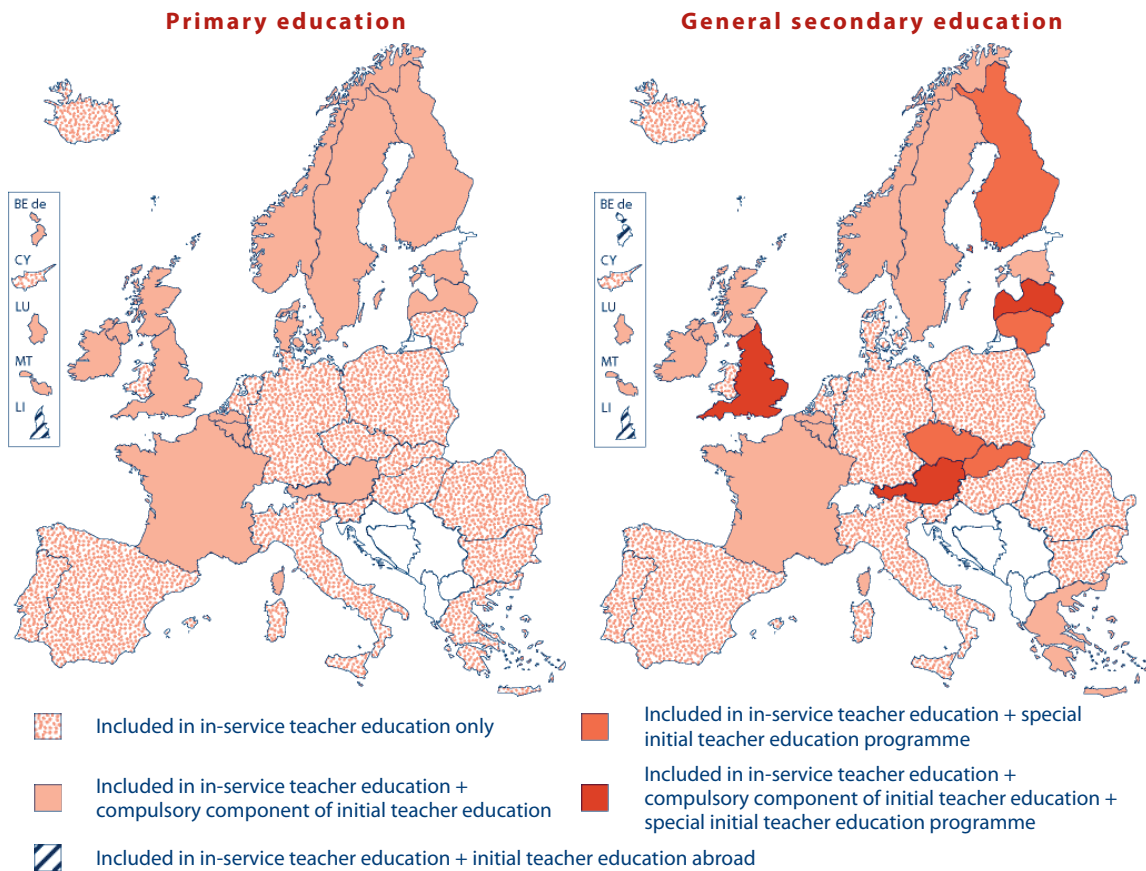 Primary education
General secondary education
BE de
CY
LU
MT
LI
BE de
CY
LU
MT
LI
Included in in-service teacher education only
Included in in-service teacher education +
compulsory component of initial teacher education
Included in in-service teacher education + initial teacher education abroad
Included in in-service teacher education + special
initial teacher education programme
Included in in-service teacher education +
compulsory component of initial teacher education +
special initial teacher education programme